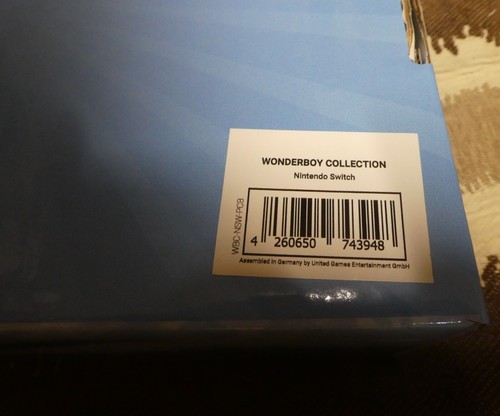 WONDERBOY COLLECTION
Nintendo Switch
WBC-NSW-PCB
4 260650 743948
Assembled in Germany by United Games Entertainment GmbH